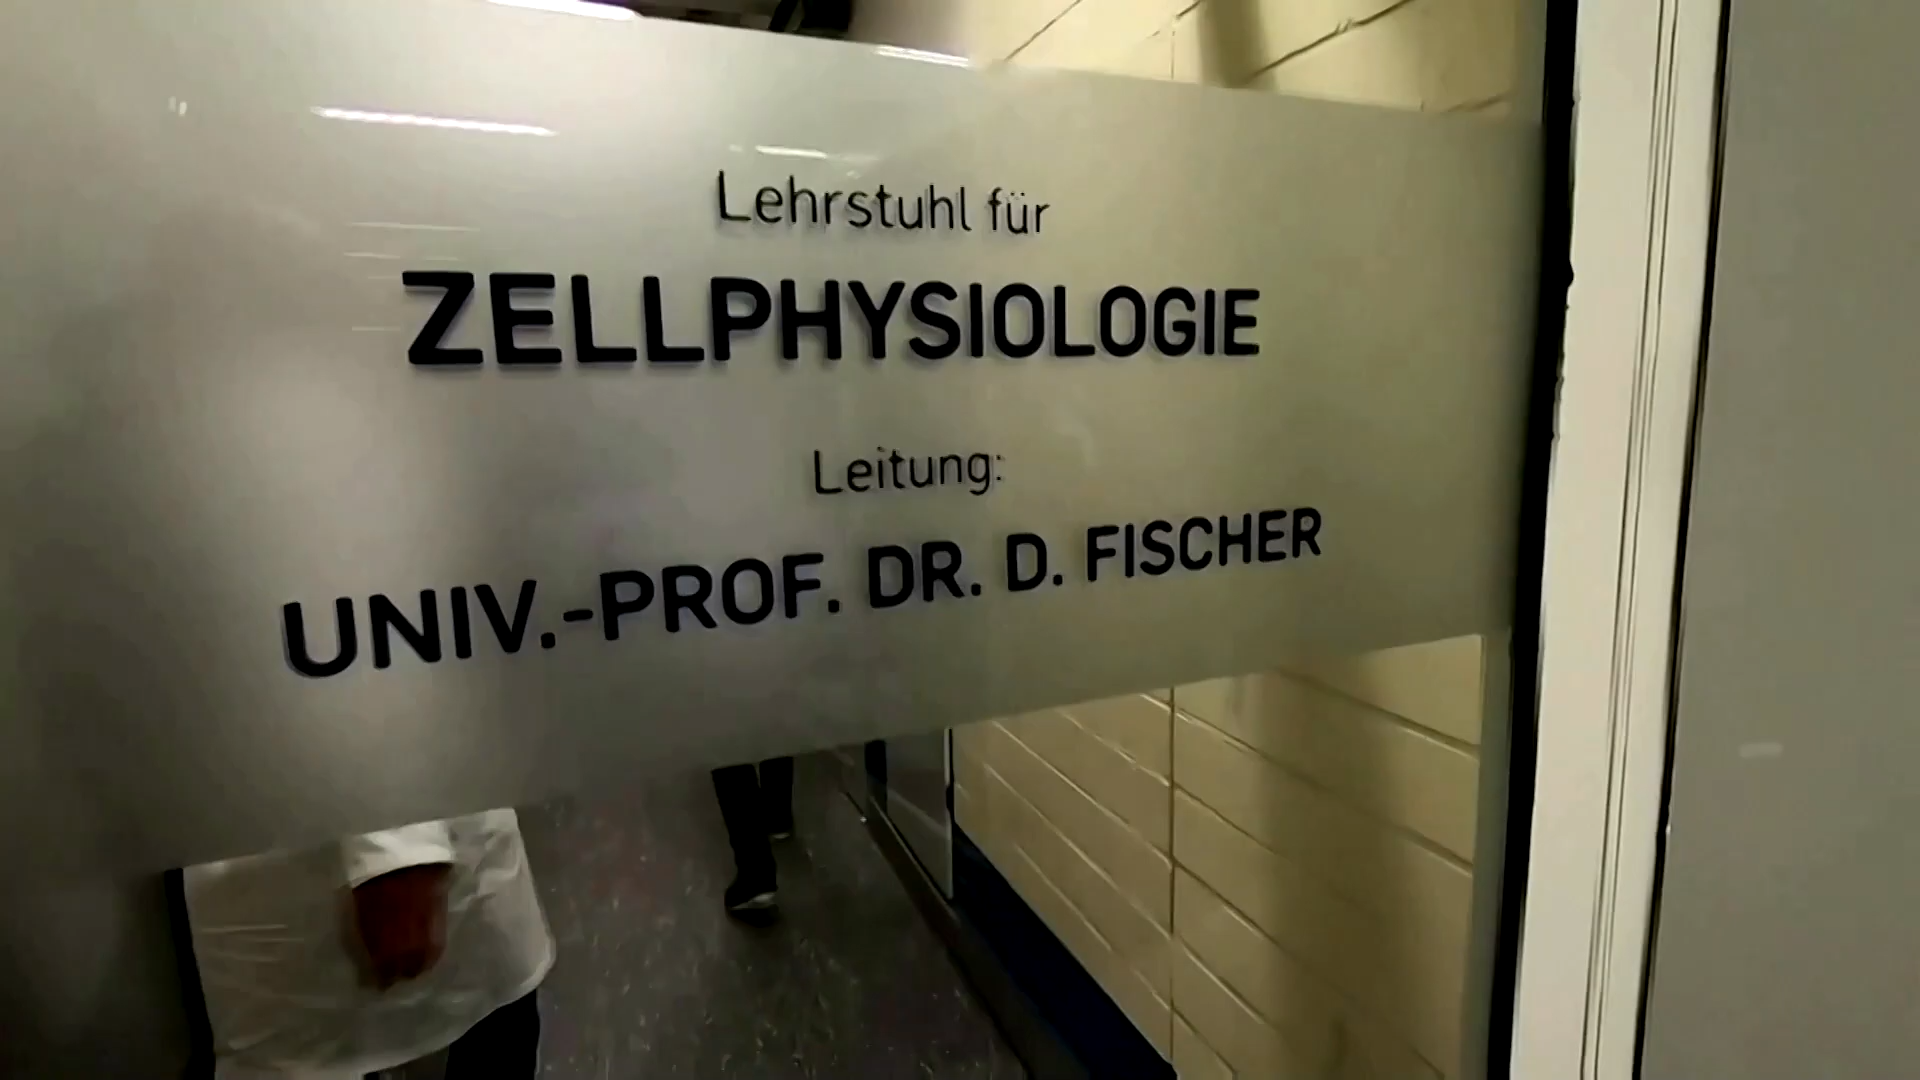 Lehrstuhl für
ZELLPHYSIOLOGIE
Leitung:
UNIV.-PROF. DR. D. FISCHER